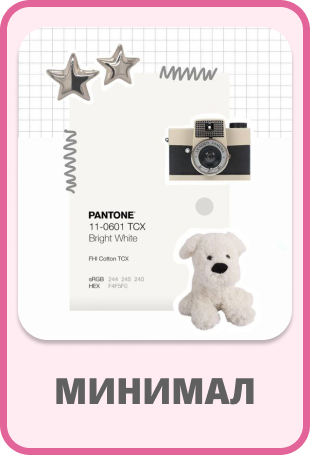 PANTONE®
11-0601 TCX
Bright White
FHI Cotton TCX
sRGB 244 245 240
HEX #F4F5F0
МИНИМАЛ